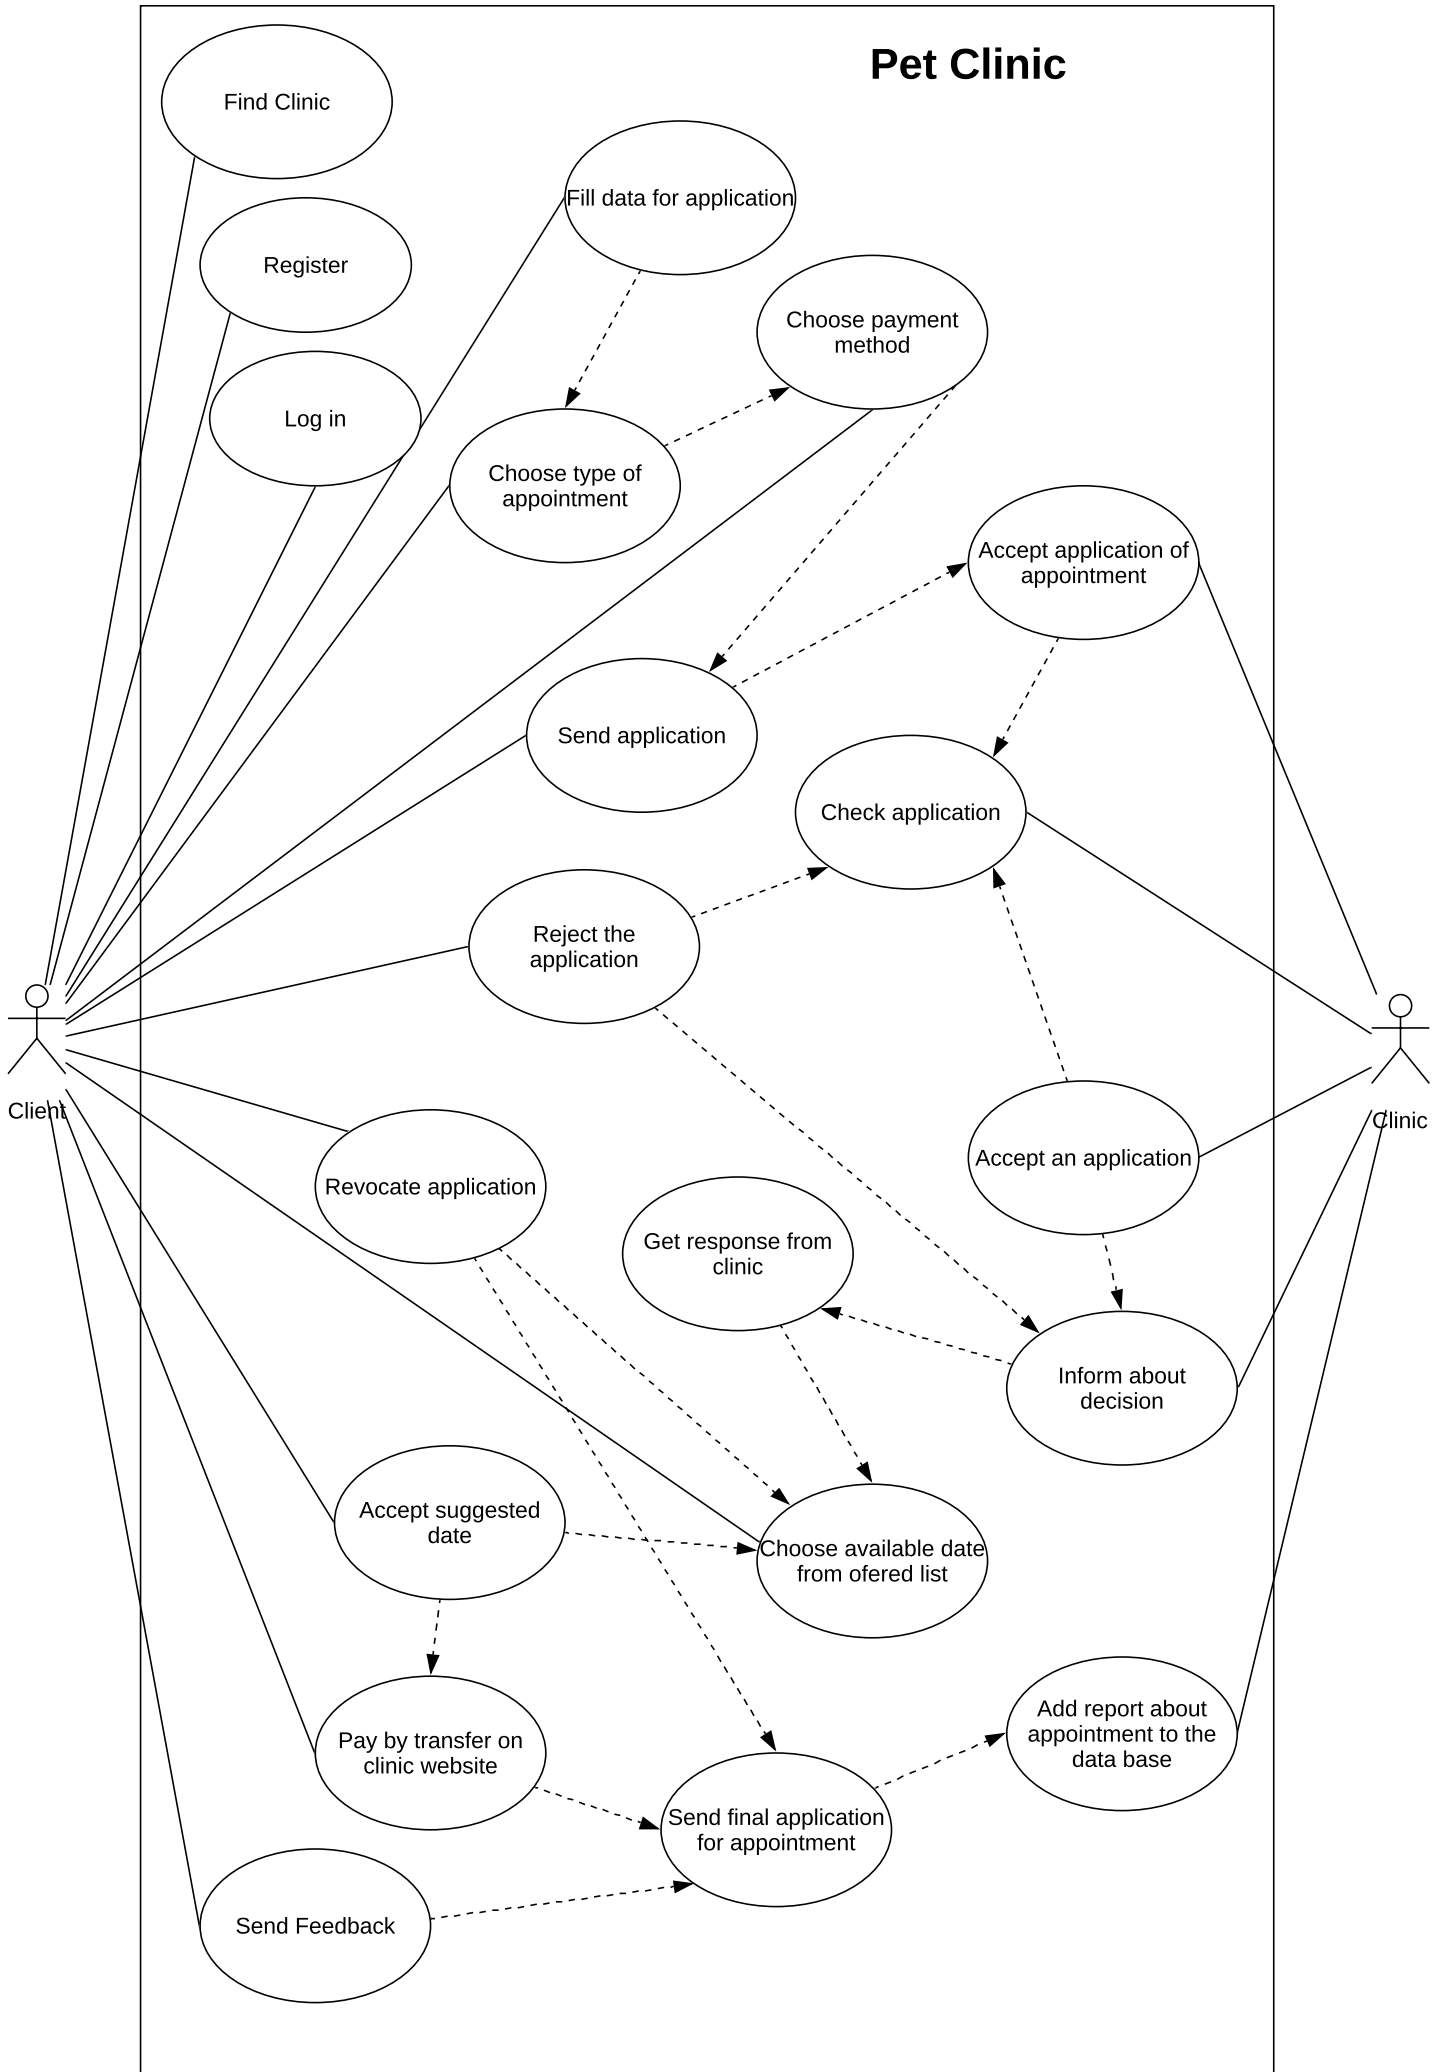 Pet Clinic
Find Clinic
Fill data for application
Register
Choose payment
method
Log in
Choose type of
appointment
Accept application of
appointment
Send application
Check application
Reject the
application
Client
Clinic
Accept an application
Revocate application
Get response from
clinic
Inform about
decision
Accept suggested
date
Choose available date
from ofered list
Add report about
appointment to the
data base
Pay by transfer on
clinic website
Send final application
for appointment
Send Feedback